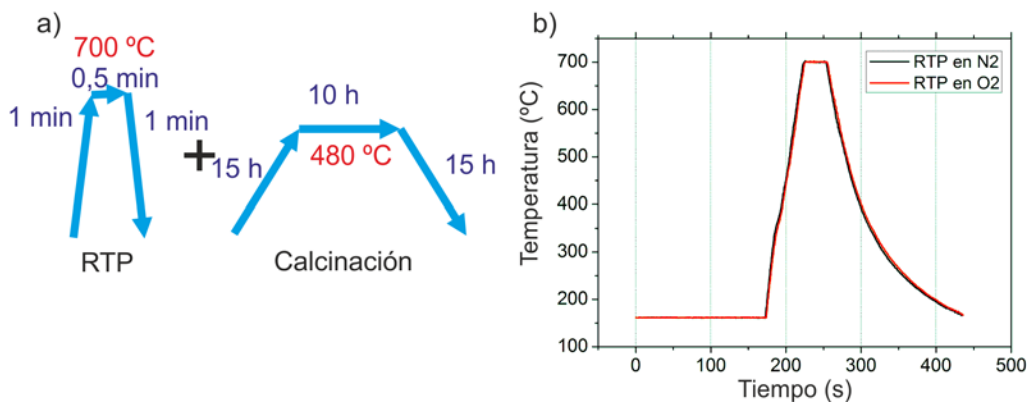 a)
700 ºC
0,5 min
1 min
1 min
+
15 h
10 h
480 ºC
15 h
RTP
Calcinación
b)
RTP en N2
RTP en O2
Temperatura (ºC)
700
600
500
400
300
200
100
0
100
200
300
400
500
Tiempo (s)